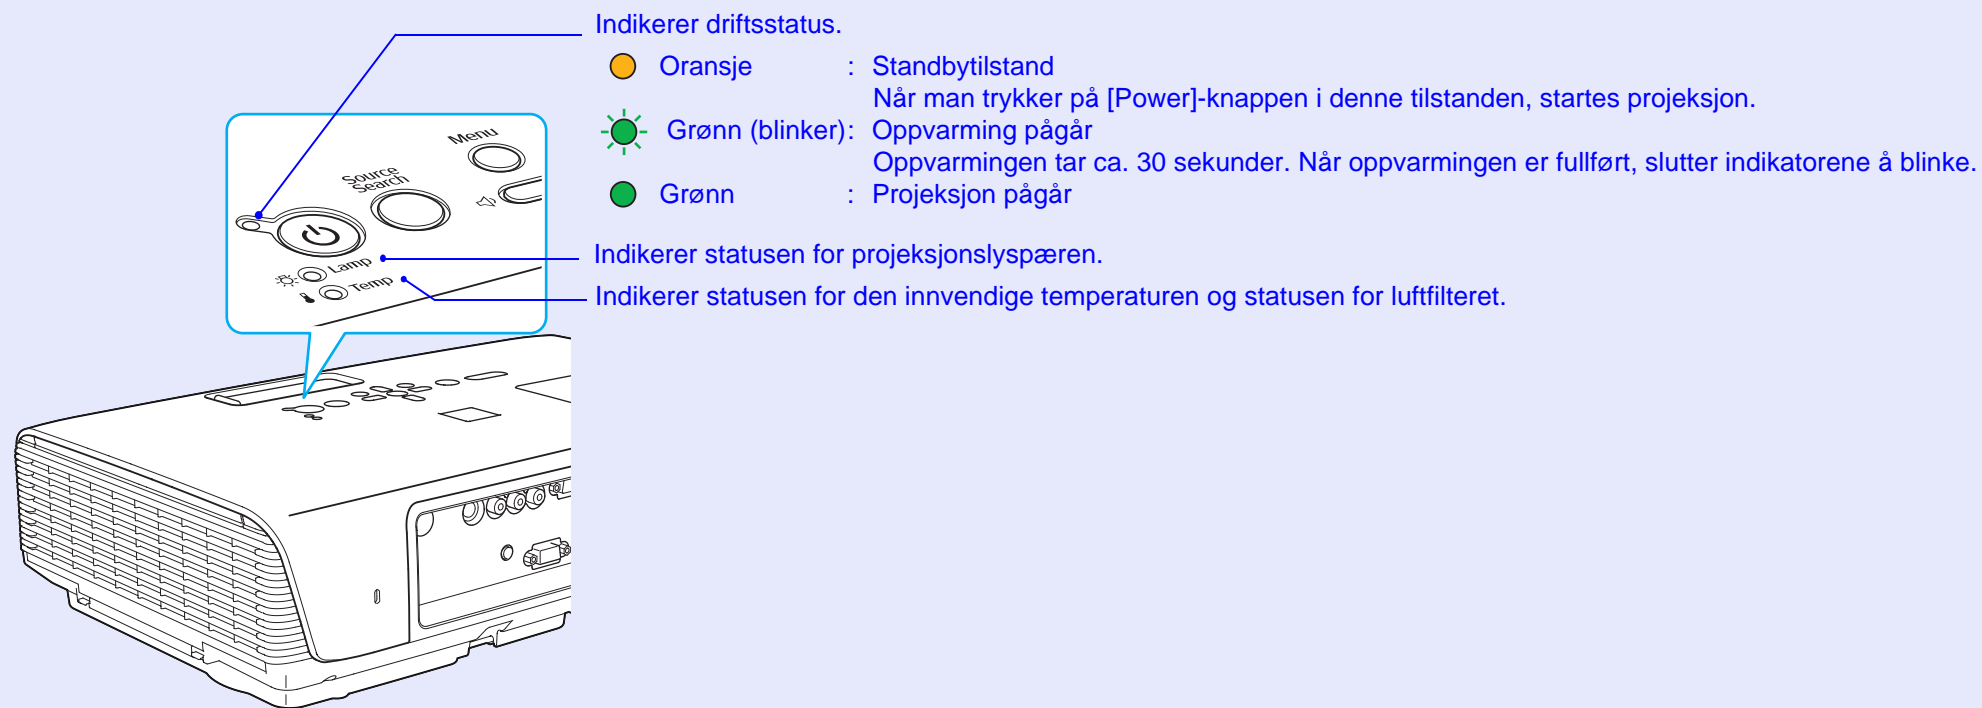 Indikerer driftsstatus.
Oransje : Standbytilstand
Når man trykker på [Power]-knappen i denne tilstanden, startes projeksjon.
Grønn (blinker): Oppvarming pågår
Oppvarmingen tar ca. 30 sekunder. Når oppvarmingen er fullført, slutter indikatorene å blinke.
Grønn : Projeksjon pågår
Indikerer statusen for projeksjonslyspæren.
Indikerer statusen for den innvendige temperaturen og statusen for luftfilteret.
Menu
Source
Search
Lamp
Temp